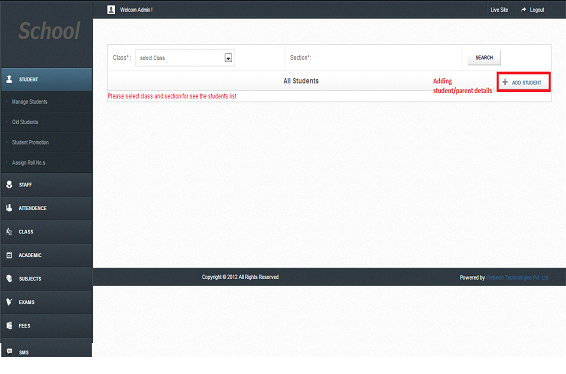 School
Welcom Admin !
Live Site
Logout
Class* :
select Class
Section*:
SEARCH
All Students
Adding
student/parent details
ADD STUDENT
Please select class and section for see the students list
STUDENT
Manage Students
Old Students
Student Promotion
Assign Roll No.s
STAFF
ATTENDENCE
CLASS
ACADEMIC
SUBJECTS
EXAMS
FEES
SMS
Copyright © 2012 All Rights Reserved
Powered by Technologies Pvt. Ltd.